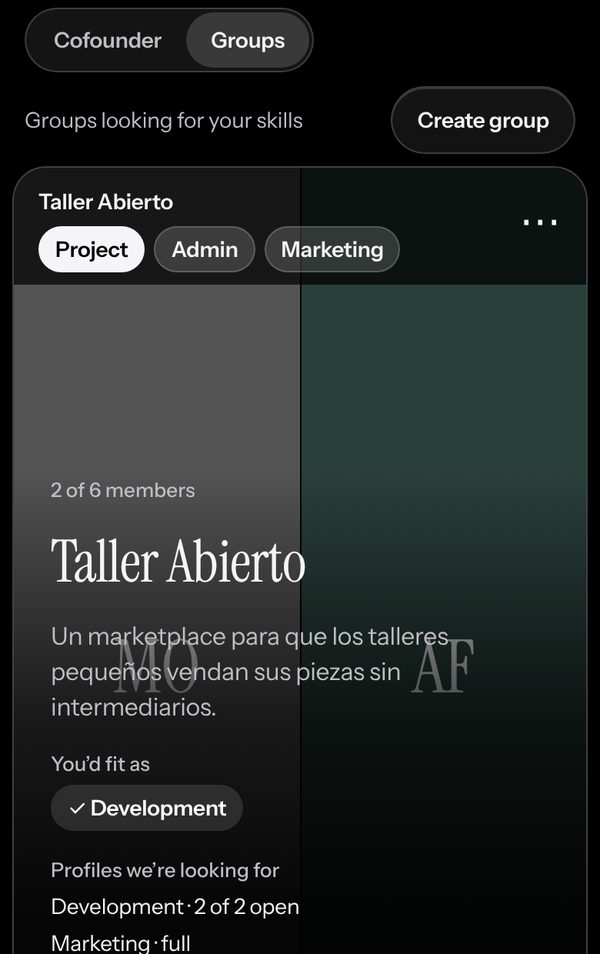 Cofounder Groups
Groups looking for your skills Create group
Taller Abierto
...
Project Admin Marketing
2 of 6 members
Taller Abierto
Un marketplace para que los talleres
pequeños vendan sus piezas sin
intermediarios.
MO AF
You’d fit as
✓ Development
Profiles we’re looking for
Development · 2 of 2 open
Marketing · full